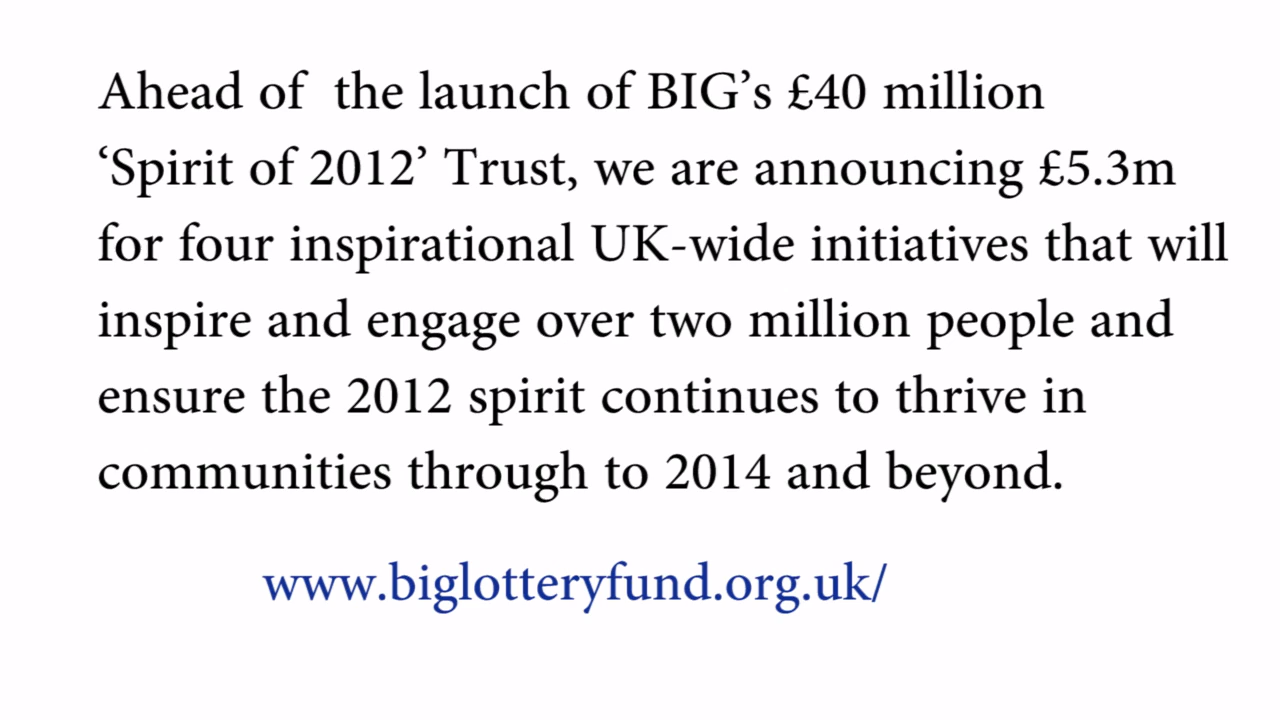 Ahead of  the launch of BIG’s £40 million
‘Spirit of 2012’ Trust, we are announcing £5.3m
for four inspirational UK-wide initiatives that will
inspire and engage over two million people and
ensure the 2012 spirit continues to thrive in
communities through to 2014 and beyond.
www.biglotteryfund.org.uk/